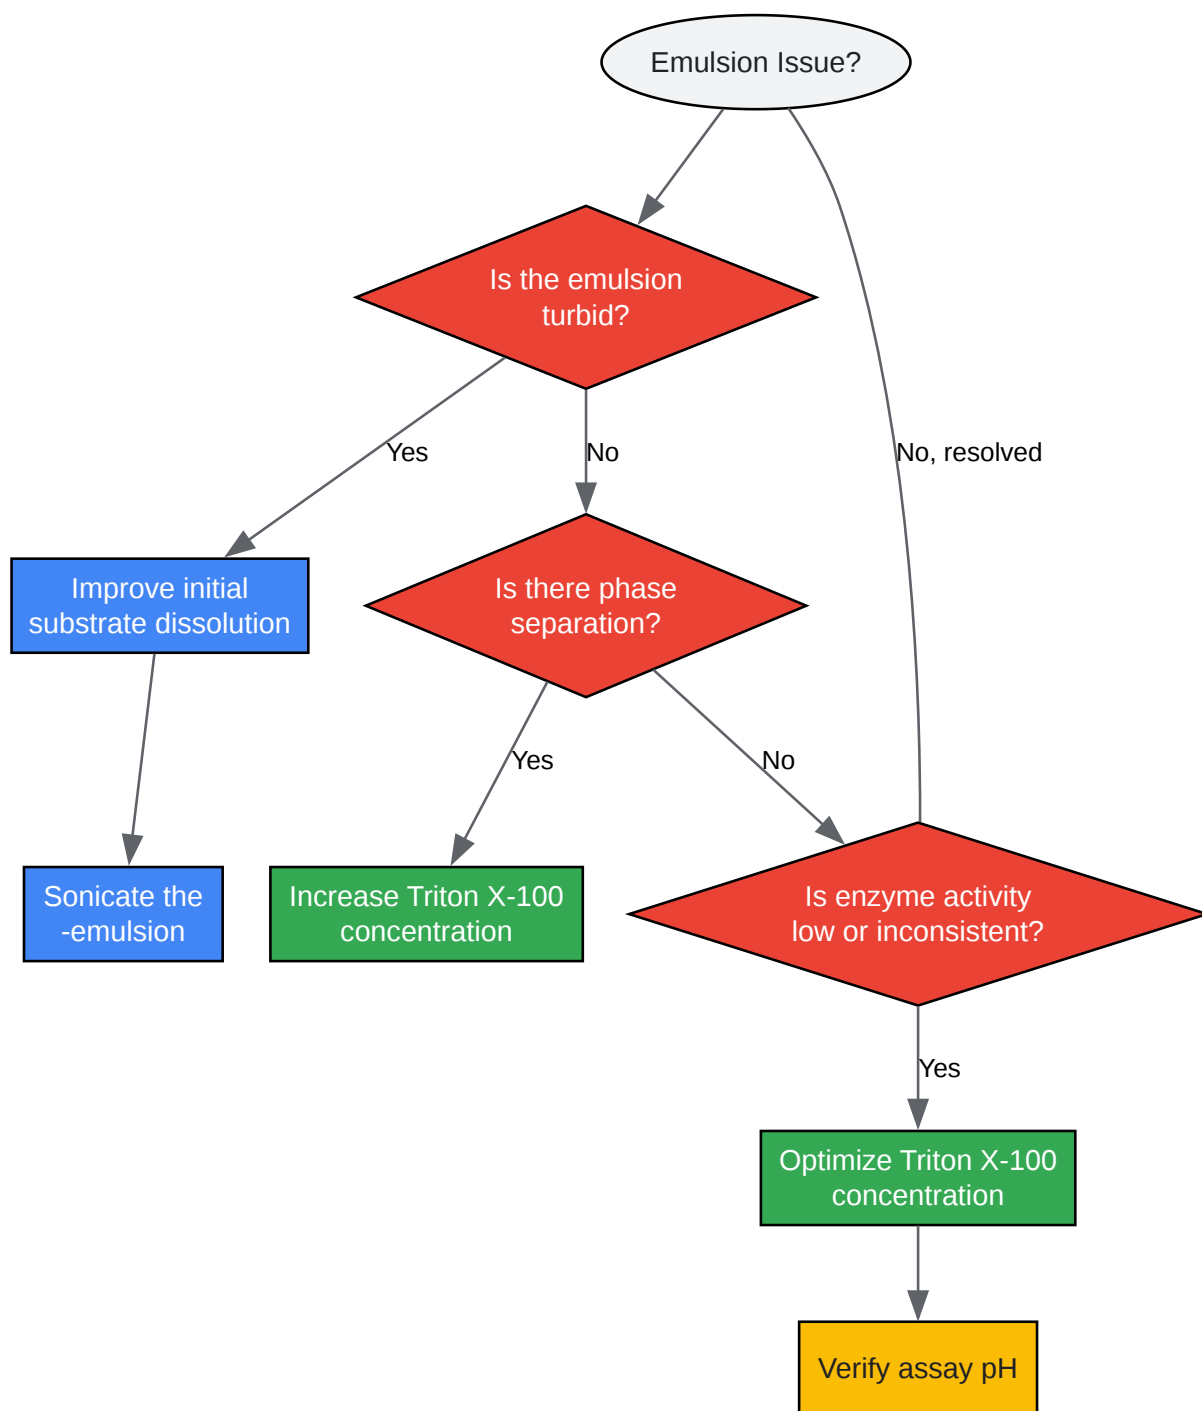 Emulsion Issue?
Is the emulsion
turbid?
Yes
No
No, resolved
Improve initial
substrate dissolution
Is there phase
separation?
Yes
No
Sonicate the
-emulsion
Increase Triton X-100
concentration
Is enzyme activity
low or inconsistent?
Yes
Optimize Triton X-100
concentration
Verify assay pH